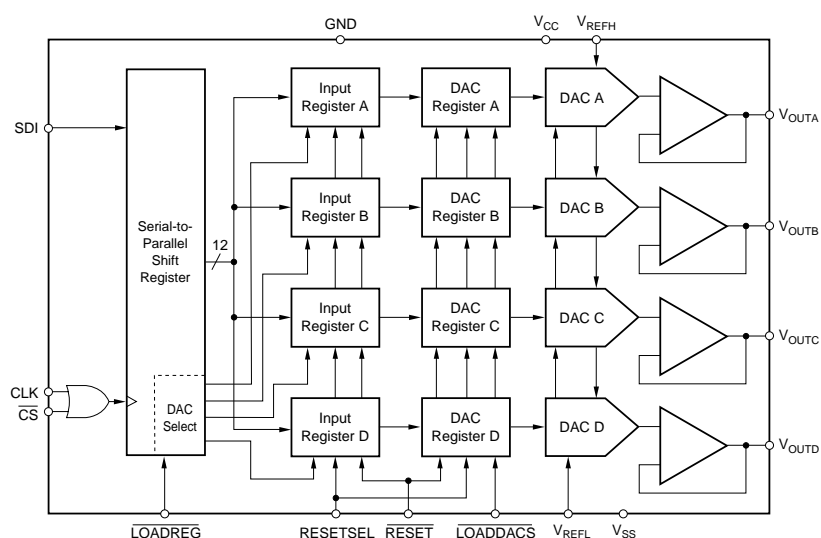 GND
VCC
VREFH
SDI
Serial-to-
Parallel
Shift
Register
12
DAC
Select
Input
Register A
DAC
Register A
DAC A
VOUTA
Input
Register B
DAC
Register B
DAC B
VOUTB
Input
Register C
DAC
Register C
DAC C
VOUTC
CLK
CS
Input
Register D
DAC
Register D
DAC D
VOUTD
LOADREG
RESETSEL
RESET
LOADDACS
VREFL
VSS